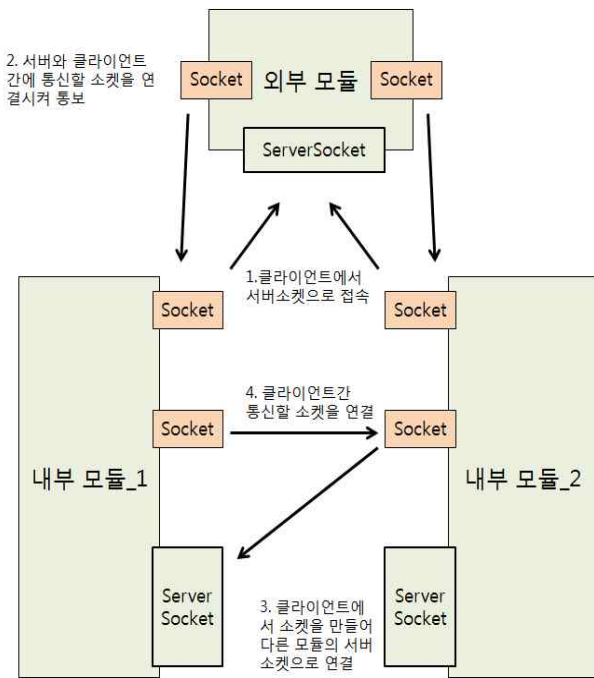 2. 서버와 클라이언트
간에 통신할 소켓을 연
결시켜 통보
Socket
외부 모듈
Socket
ServerSocket
1.클라이언트에서
서버소켓으로 접속
Socket
Socket
4. 클라이언트간
통신할 소켓을 연결
Socket
Socket
내부 모듈_1
내부 모듈_2
Server
Socket
3. 클라이언트에
서 소켓을 만들어
다른 모듈의 서버
소켓으로 연결
Server
Socket